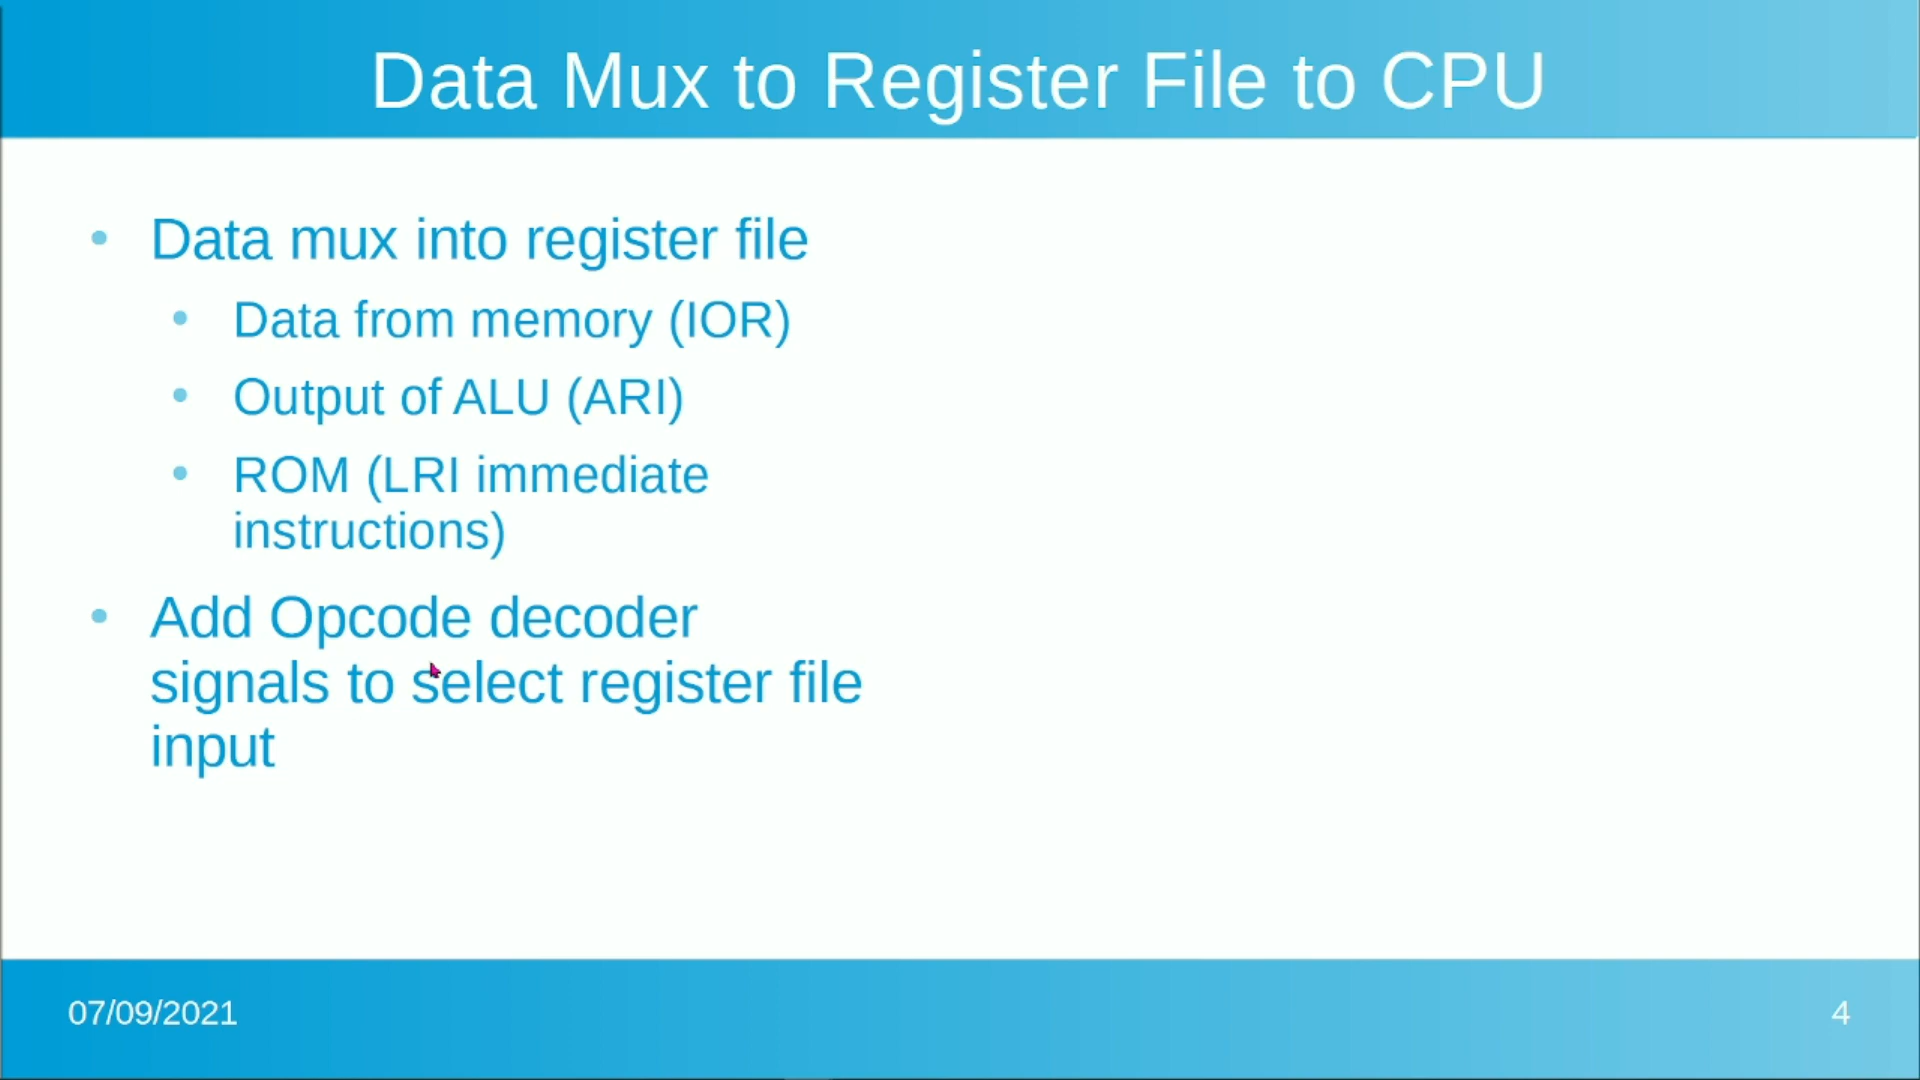 Data Mux to Register File to CPU
• Data mux into register file
• Data from memory (IOR)
• Output of ALU (ARI)
• ROM (LRI immediate
instructions)
• Add Opcode decoder
signals to select register file
input
07/09/2021
4